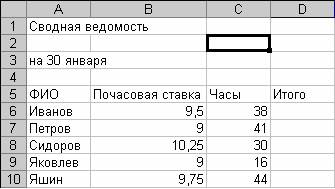 A B C D
1 Сводная ведомость
2
3 на 30 января
4
5 ФИО Почасовая ставка Часы Итого
6 Иванов 9,5 38
7 Петров 9 41
8 Сидоров 10,25 30
9 Яковлев 9 16
10 Яшин 9,75 44